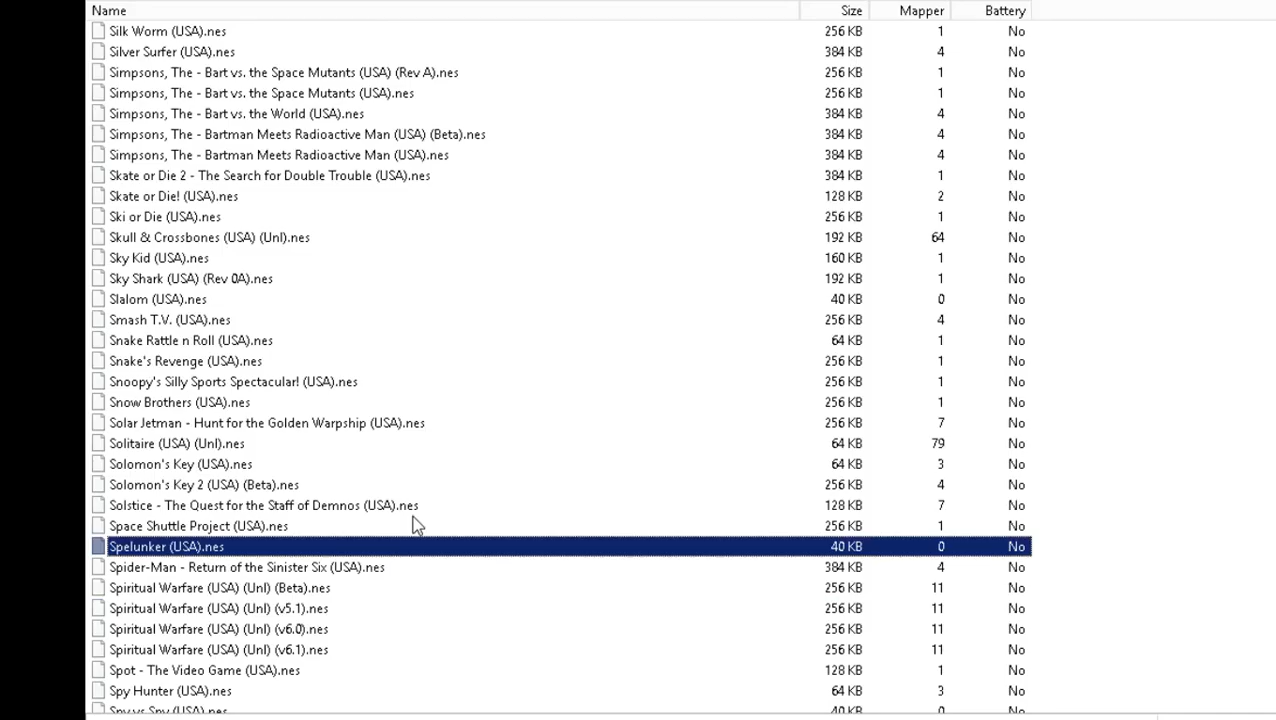 Name Size Mapper Battery
Silk Worm (USA).nes 256 KB 1 No
Silver Surfer (USA).nes 384 KB 4 No
Simpsons, The - Bart vs. the Space Mutants (USA) (Rev A).nes 256 KB 1 No
Simpsons, The - Bart vs. the Space Mutants (USA).nes 256 KB 1 No
Simpsons, The - Bart vs. the World (USA).nes 384 KB 4 No
Simpsons, The - Bartman Meets Radioactive Man (USA) (Beta).nes 384 KB 4 No
Simpsons, The - Bartman Meets Radioactive Man (USA).nes 384 KB 4 No
Skate or Die 2 - The Search for Double Trouble (USA).nes 384 KB 1 No
Skate or Die! (USA).nes 128 KB 2 No
Ski or Die (USA).nes 256 KB 1 No
Skull & Crossbones (USA) (Unl).nes 192 KB 64 No
Sky Kid (USA).nes 160 KB 1 No
Sky Shark (USA) (Rev 0A).nes 192 KB 1 No
Slalom (USA).nes 40 KB 0 No
Smash T.V. (USA).nes 256 KB 4 No
Snake Rattle n Roll (USA).nes 64 KB 1 No
Snake's Revenge (USA).nes 256 KB 1 No
Snoopy's Silly Sports Spectacular! (USA).nes 256 KB 1 No
Snow Brothers (USA).nes 256 KB 1 No
Solar Jetman - Hunt for the Golden Warpship (USA).nes 256 KB 7 No
Solitaire (USA) (Unl).nes 64 KB 79 No
Solomon's Key (USA).nes 64 KB 3 No
Solomon's Key 2 (USA) (Beta).nes 256 KB 4 No
Solstice - The Quest for the Staff of Demnos (USA).nes 128 KB 7 No
Space Shuttle Project (USA).nes 256 KB 1 No
Spelunker (USA).nes 40 KB 0 No
Spider-Man - Return of the Sinister Six (USA).nes 384 KB 4 No
Spiritual Warfare (USA) (Unl) (Beta).nes 256 KB 11 No
Spiritual Warfare (USA) (Unl) (v5.1).nes 256 KB 11 No
Spiritual Warfare (USA) (Unl) (v6.0).nes 256 KB 11 No
Spiritual Warfare (USA) (Unl) (v6.1).nes 256 KB 11 No
Spot - The Video Game (USA).nes 128 KB 1 No
Spy Hunter (USA).nes 64 KB 3 No
Spy vs Spy (USA).nes 40 KB 0 No